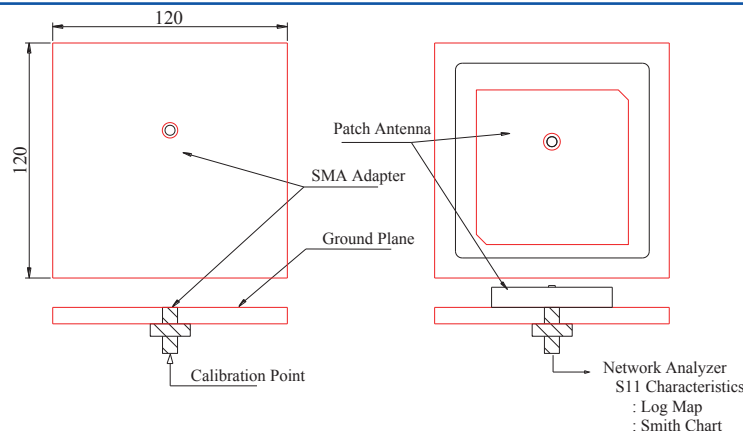 120
120
Patch Antenna
SMA Adapter
Ground Plane
Calibration Point
Network Analyzer
S11 Characteristics
: Log Map
: Smith Chart